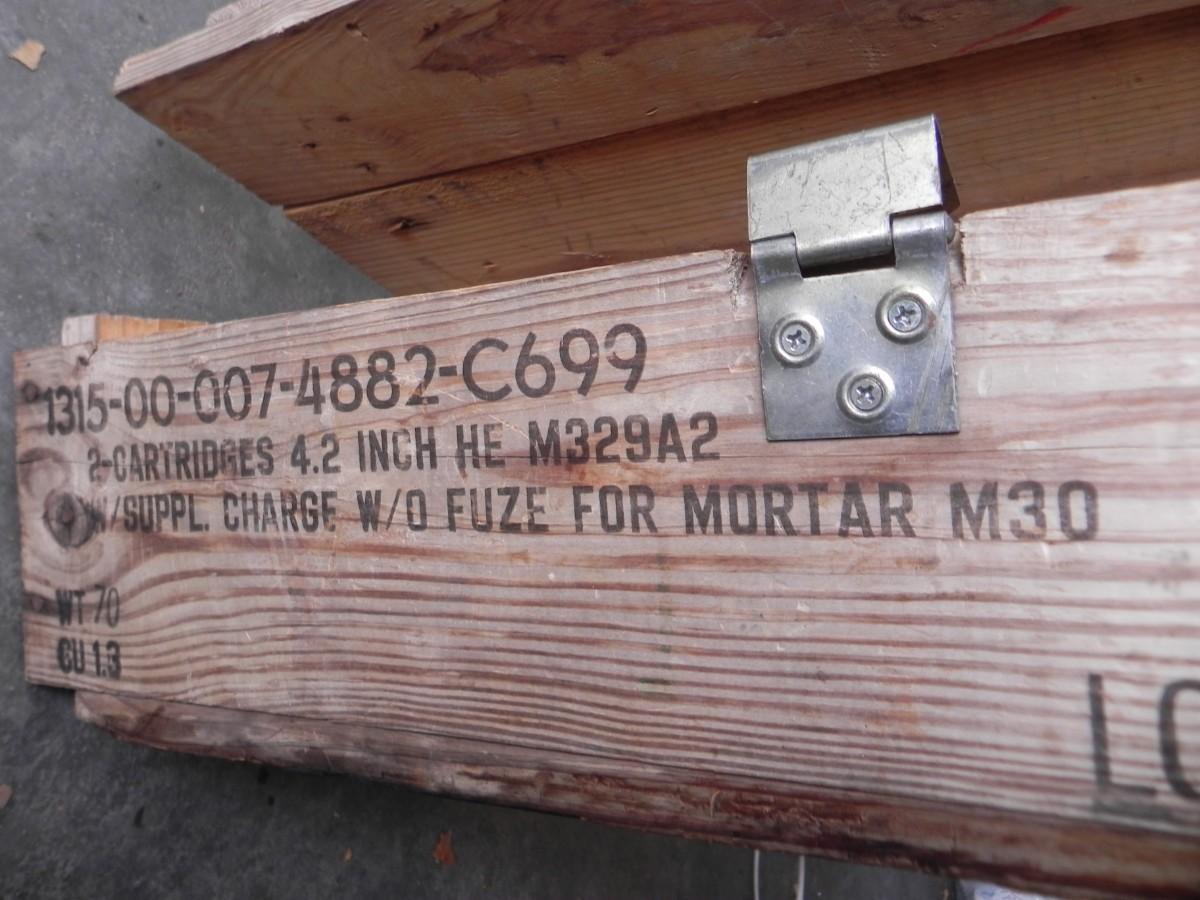 1315-00-007-4882-C699
2-CARTRIDGES 4.2 INCH HE M329A2
W/SUPPL. CHARGE W/O FUZE FOR MORTAR M30
WT 70
CU 1.3